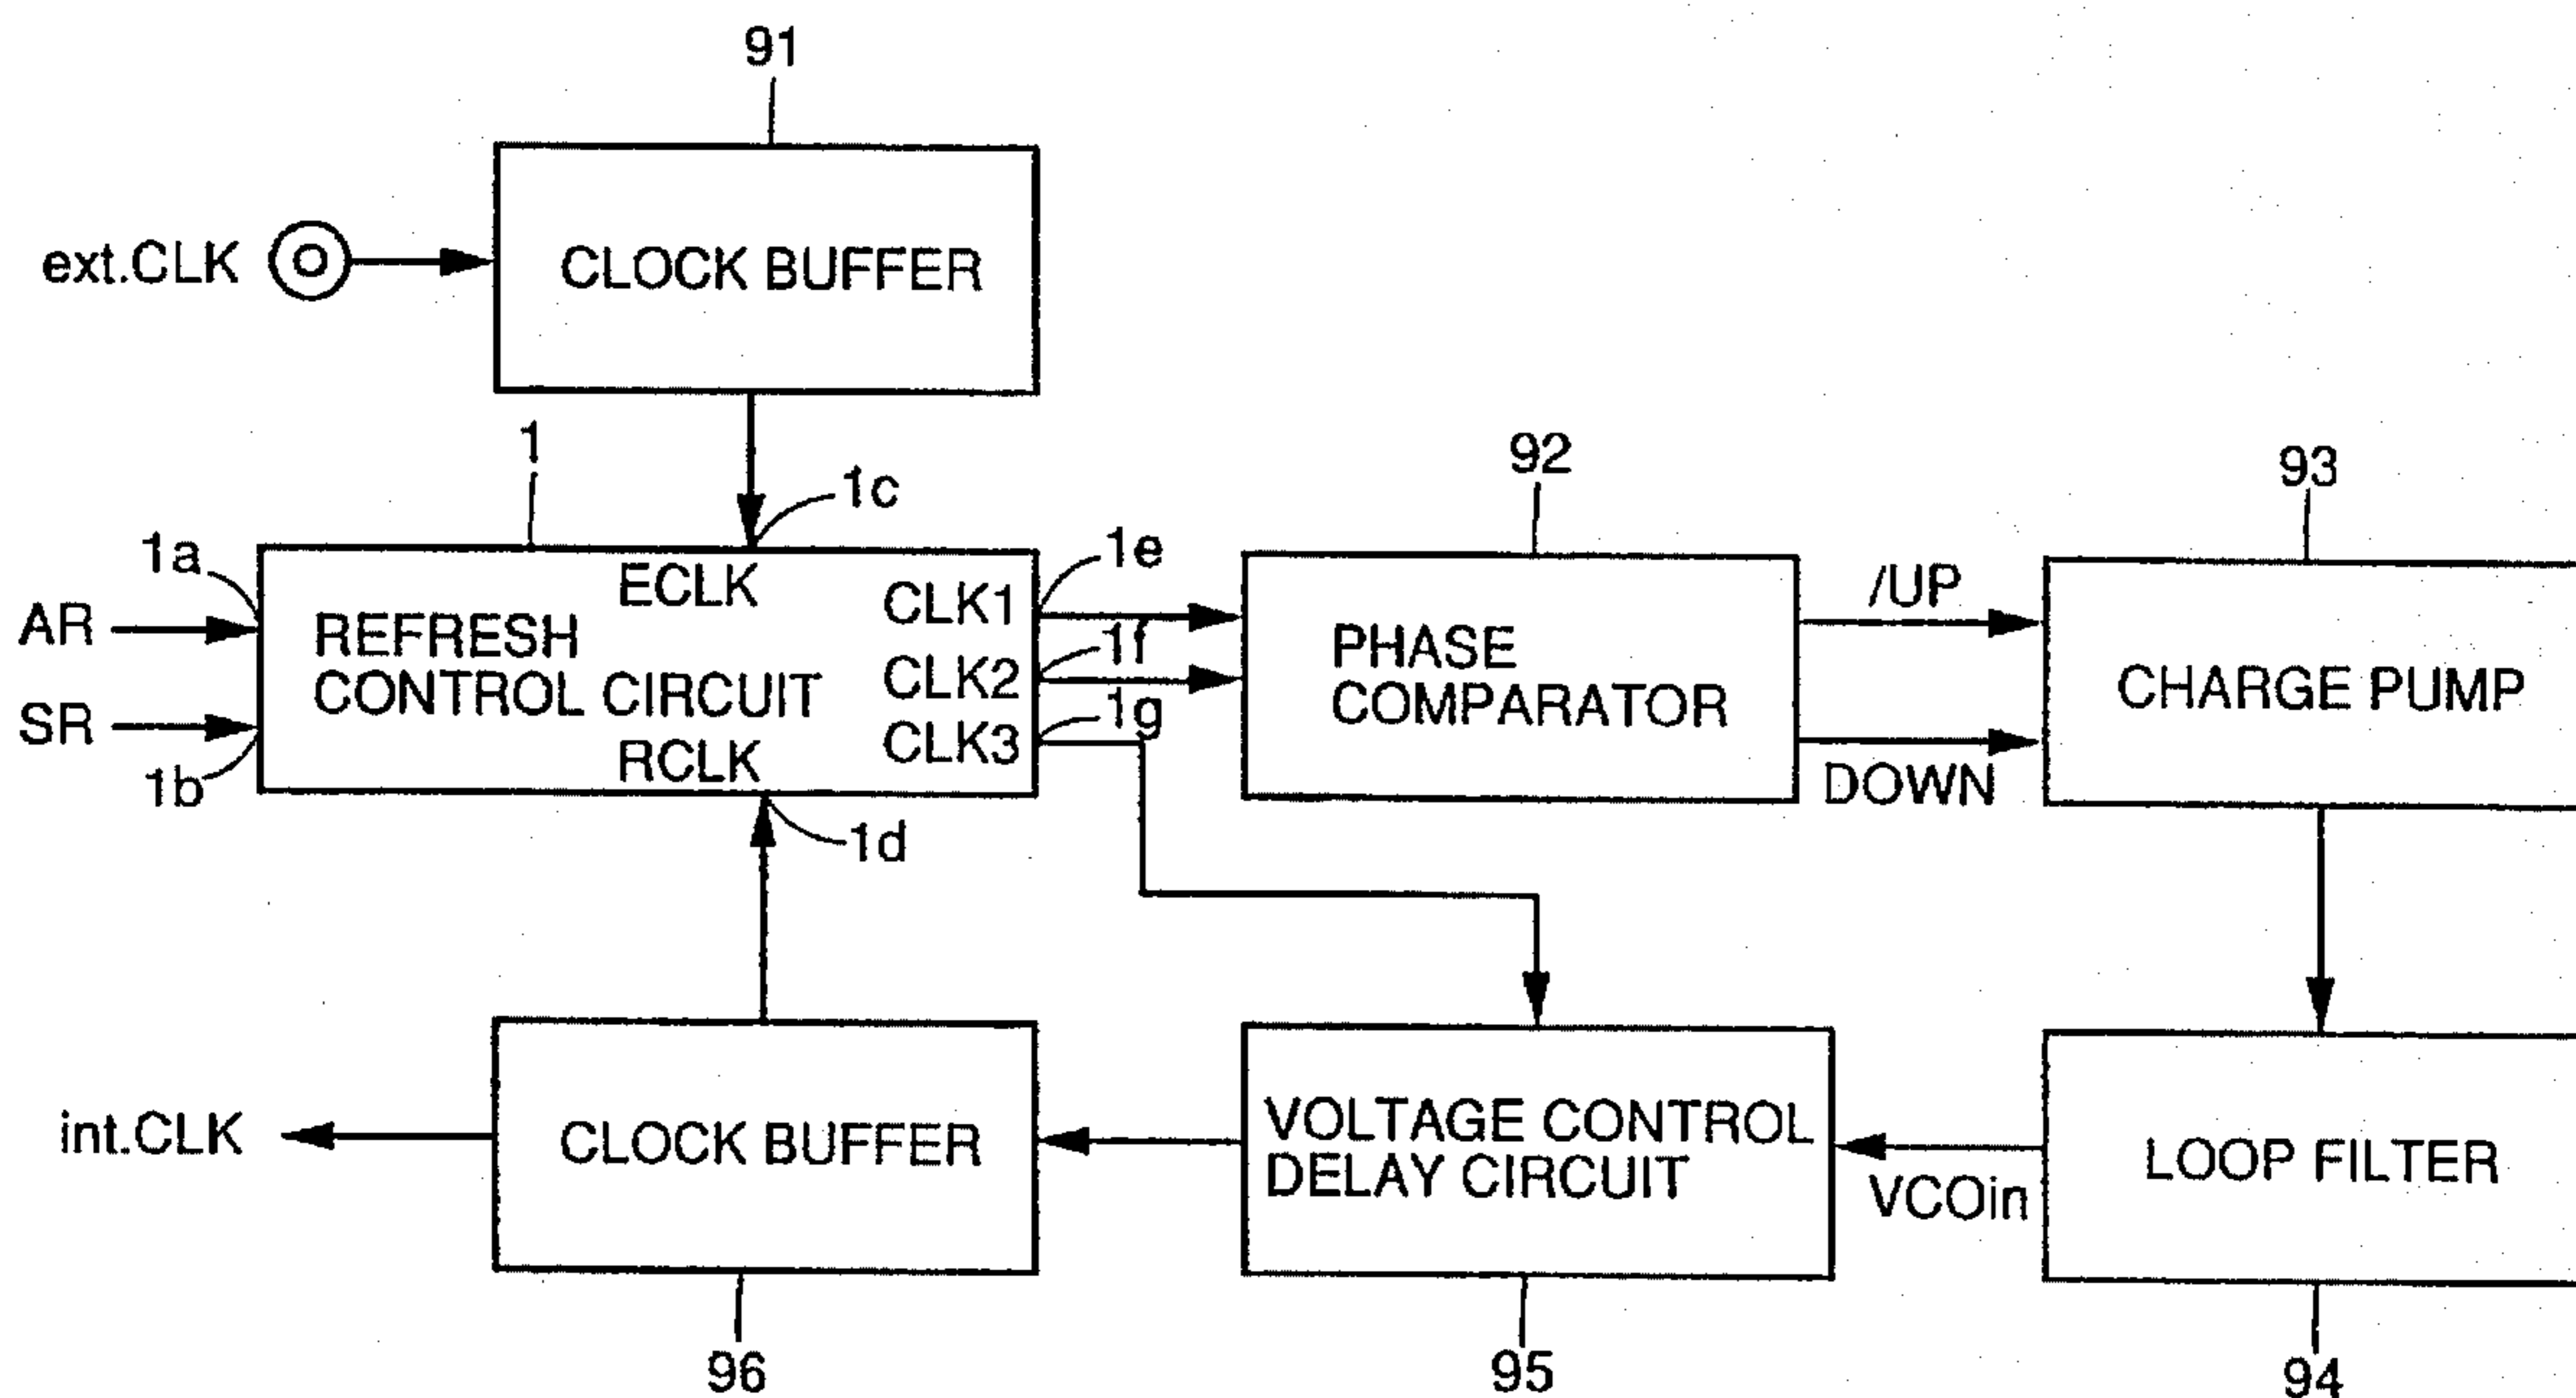 91
ext.CLK
CLOCK BUFFER
1
1c
92
93
1a
ECLK
1e
AR
REFRESH
CONTROL CIRCUIT
CLK1
1f
CLK2
1g
CLK3
SR
RCLK
1b
1d
PHASE
COMPARATOR
/UP
DOWN
CHARGE PUMP
int.CLK
CLOCK BUFFER
VOLTAGE CONTROL
DELAY CIRCUIT
VCOin
LOOP FILTER
96
95
94